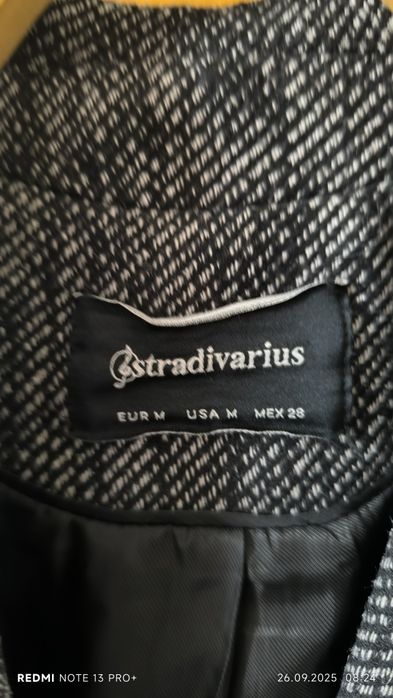 stradivarius
EUR M USA M MEX 28
REDMI NOTE 13 PRO+ 26.09.2025 08:24